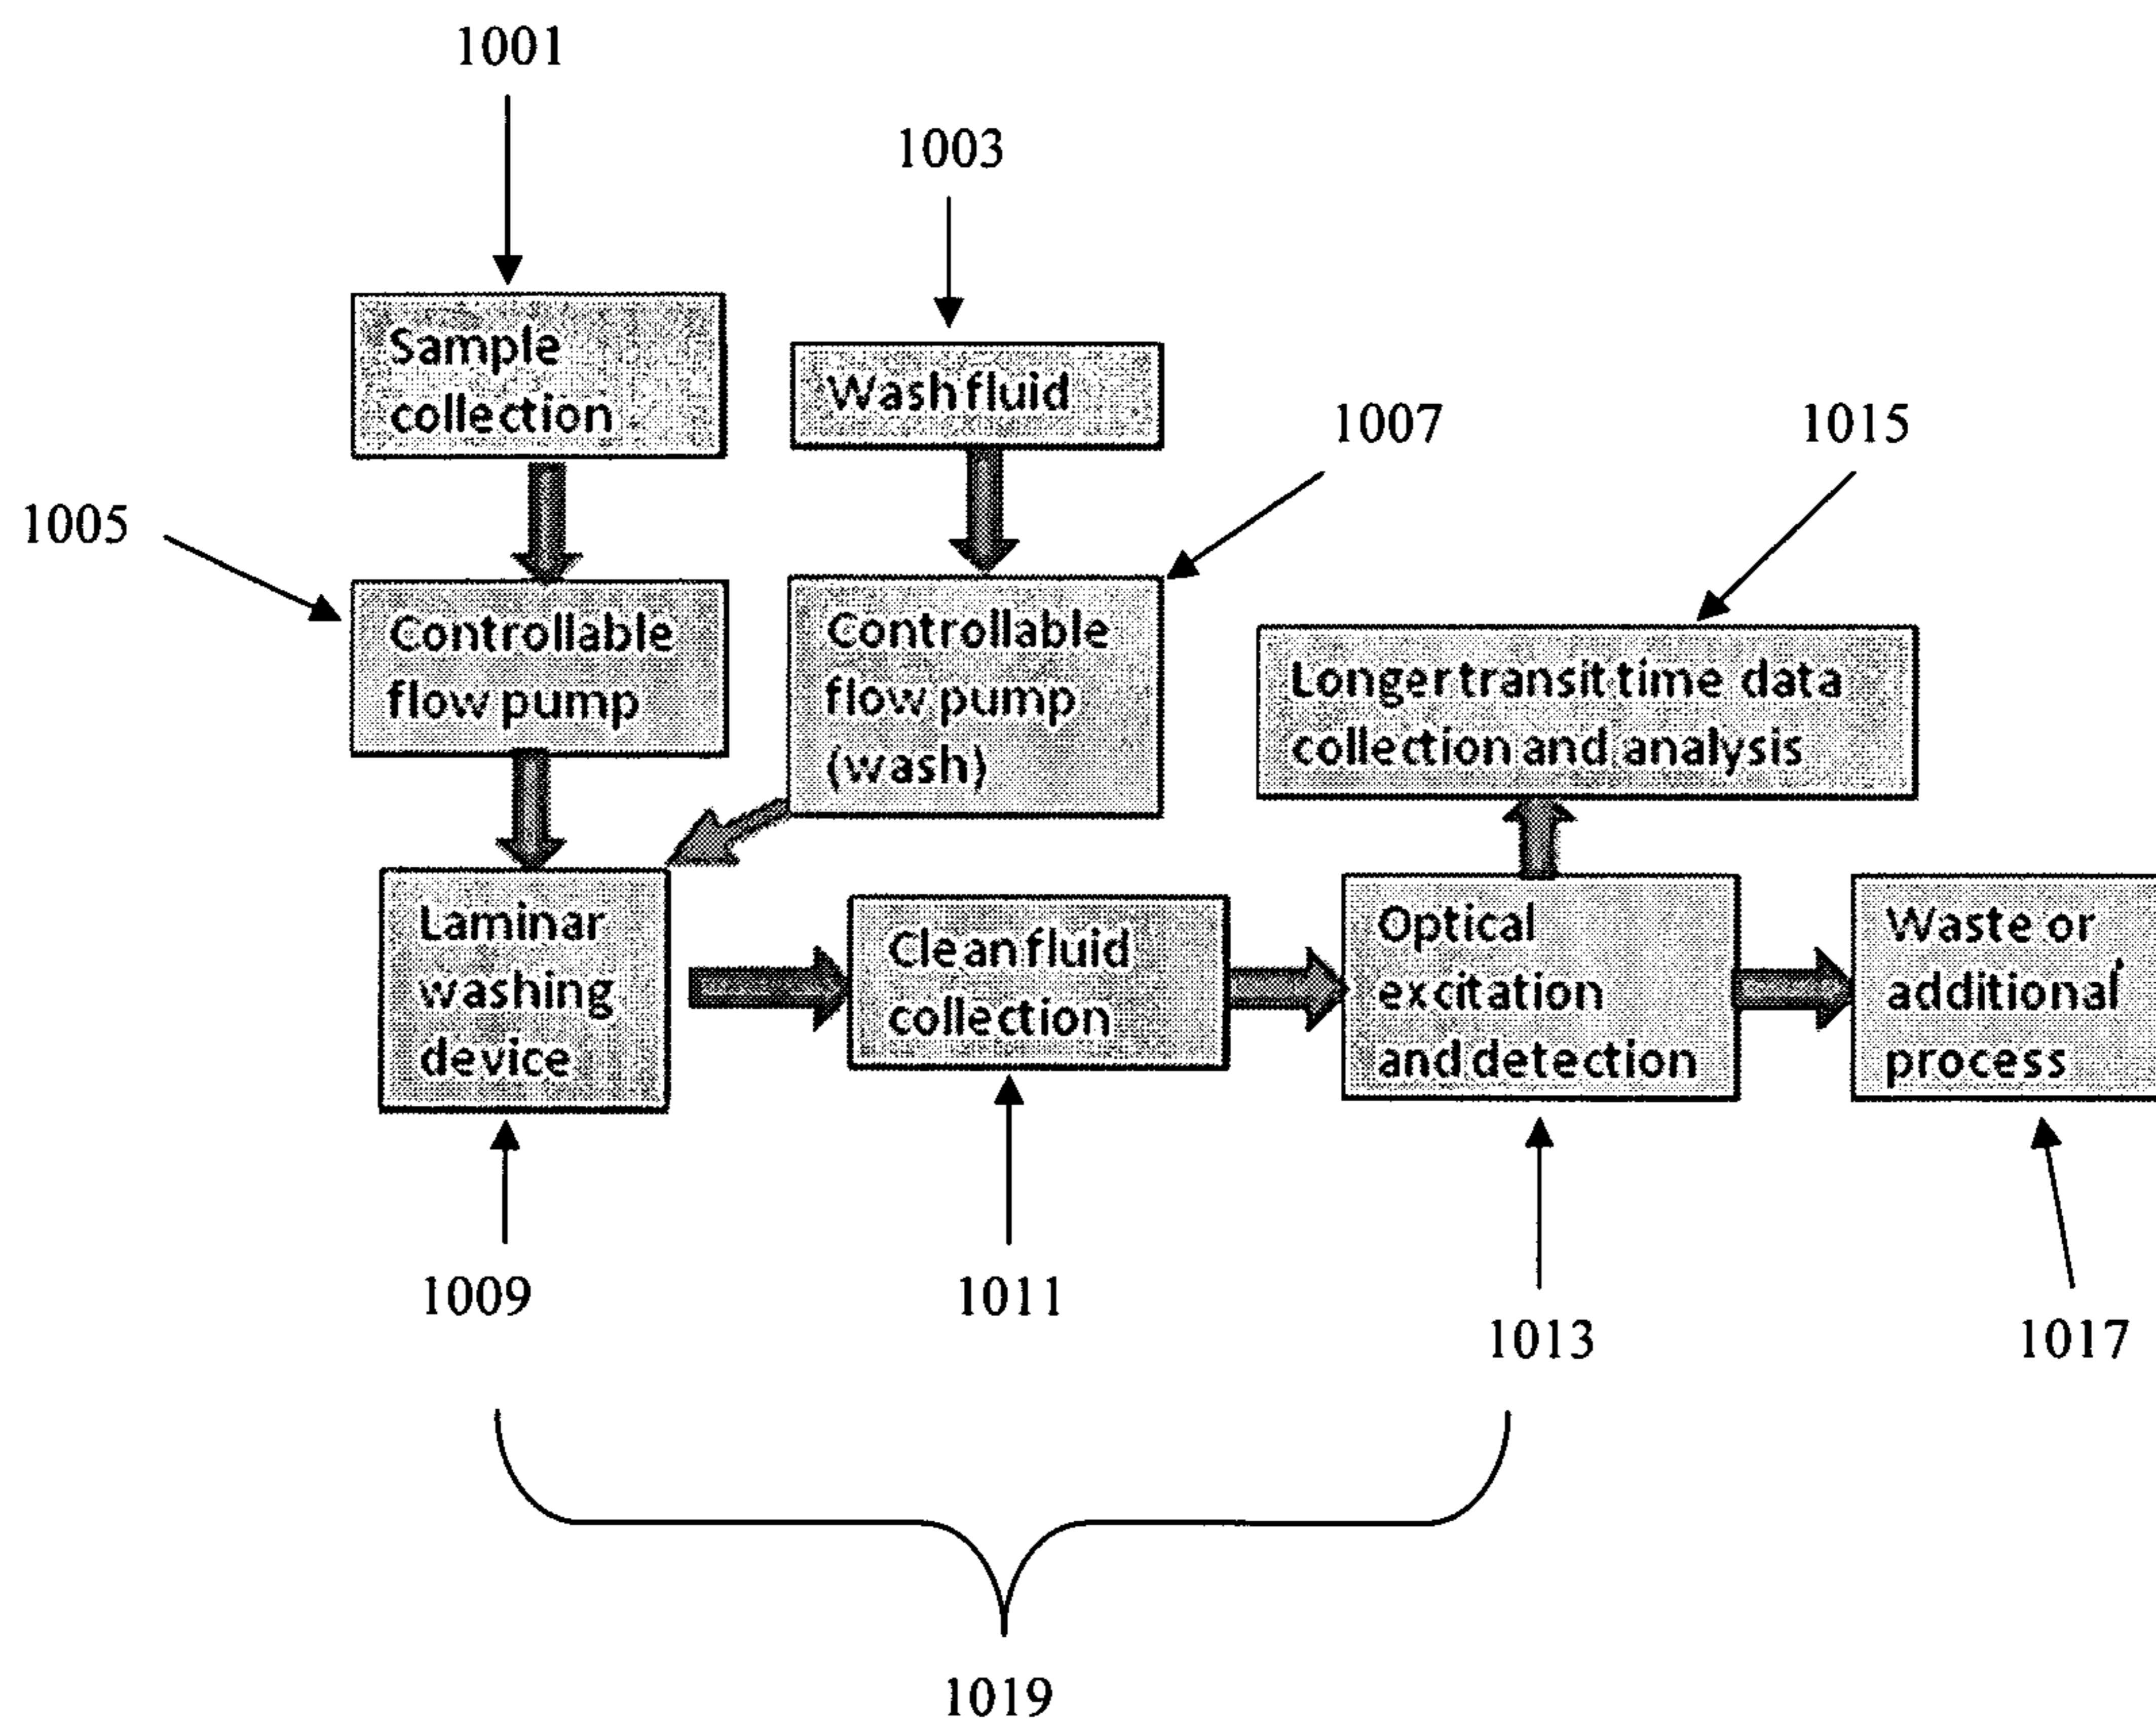 1001
1003
Sample
collection
Wash fluid
1007
1015
1005
Controllable
flow pump
Controllable
flow pump
(wash)
Longer transit time data
collection and analysis
Laminar
washing
device
Clean fluid
collection
Optical
excitation
and detection
Waste or
additional
process
1009
1011
1013
1017
1019